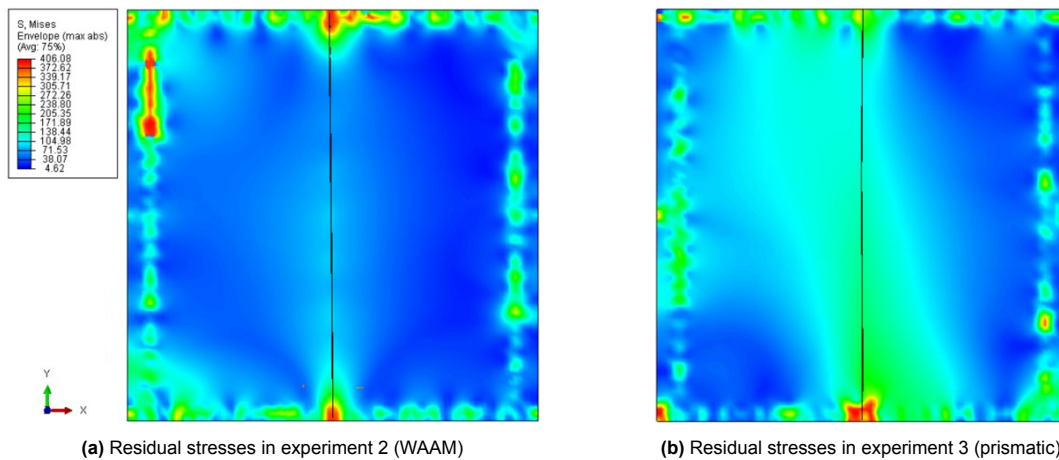 S, Mises
Envelope (max abs)
(Avg: 75%)
406.08
372.62
339.17
305.71
272.26
238.80
205.35
171.89
138.44
104.98
71.53
38.07
4.62
Y
X
(a) Residual stresses in experiment 2 (WAAM)
(b) Residual stresses in experiment 3 (prismatic)